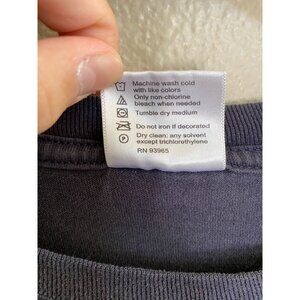 Machine wash cold
with like colors
Only non-chlorine
bleach when needed
Tumble dry medium
Do not iron if decorated
Dry clean: any solvent
except trichlorethylene
RN 93965